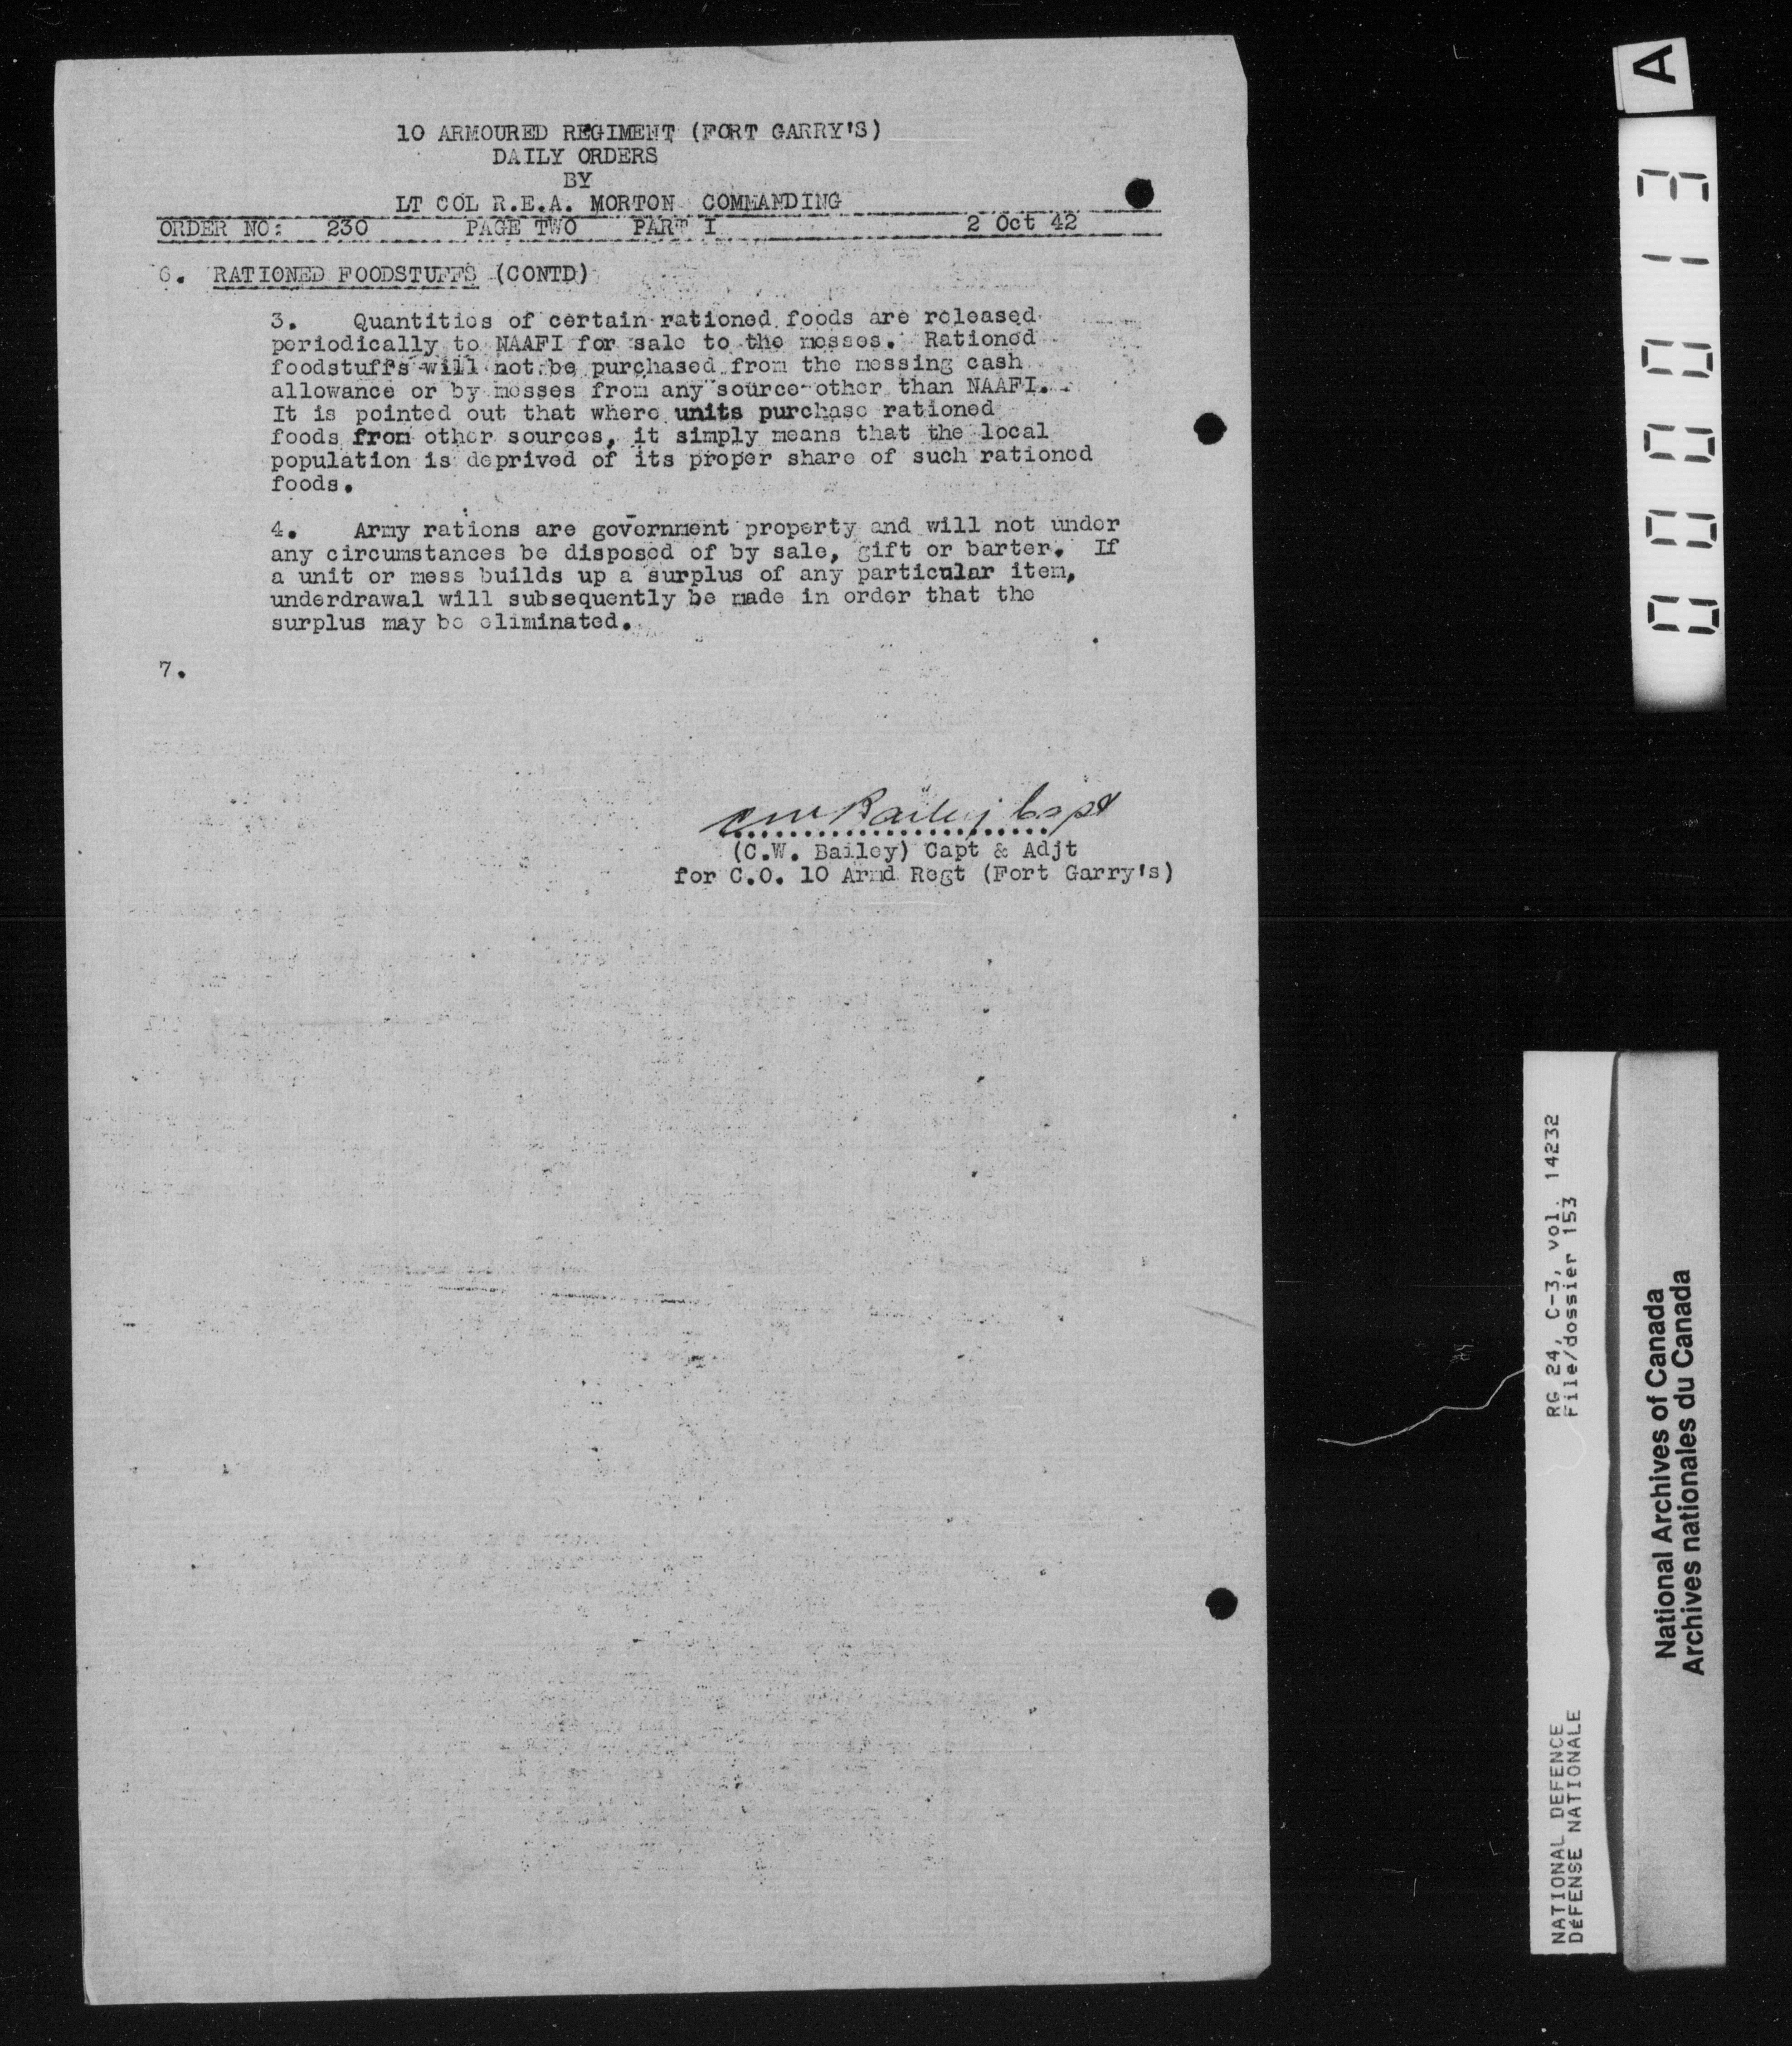 10 ARMOURED REGIMENT (FORT GARRY'S)
DAILY ORDERS
BY
LT COL R.E.A. MORTON COMMANDING
ORDER NO: 230 PAGE TWO PART I 2 Oct 42
6. RATIONED FOODSTUFFS (CONTD)
3. Quantities of certain rationed foods are released
periodically to NAAFI for sale to the messes. Rationed
foodstuffs will not be purchased from the messing cash
allowance or by messes from any source other than NAAFI.
It is pointed out that where units purchase rationed
foods from other sources, it simply means that the local
population is deprived of its proper share of such rationed
foods.
4. Army rations are government property and will not under
any circumstances be disposed of by sale, gift or barter. If
a unit or mess builds up a surplus of any particular item,
underdrawal will subsequently be made in order that the
surplus may be eliminated.
7.
CW Bailey Capt
(C.W. Bailey) Capt & Adjt
for C.O. 10 Armd Regt (Fort Garry's)
A
000013
RG 24, C-3, vol. 14232
File/dossier 153
NATIONAL DEFENCE
DéFENSE NATIONALE
National Archives of Canada
Archives nationales du Canada